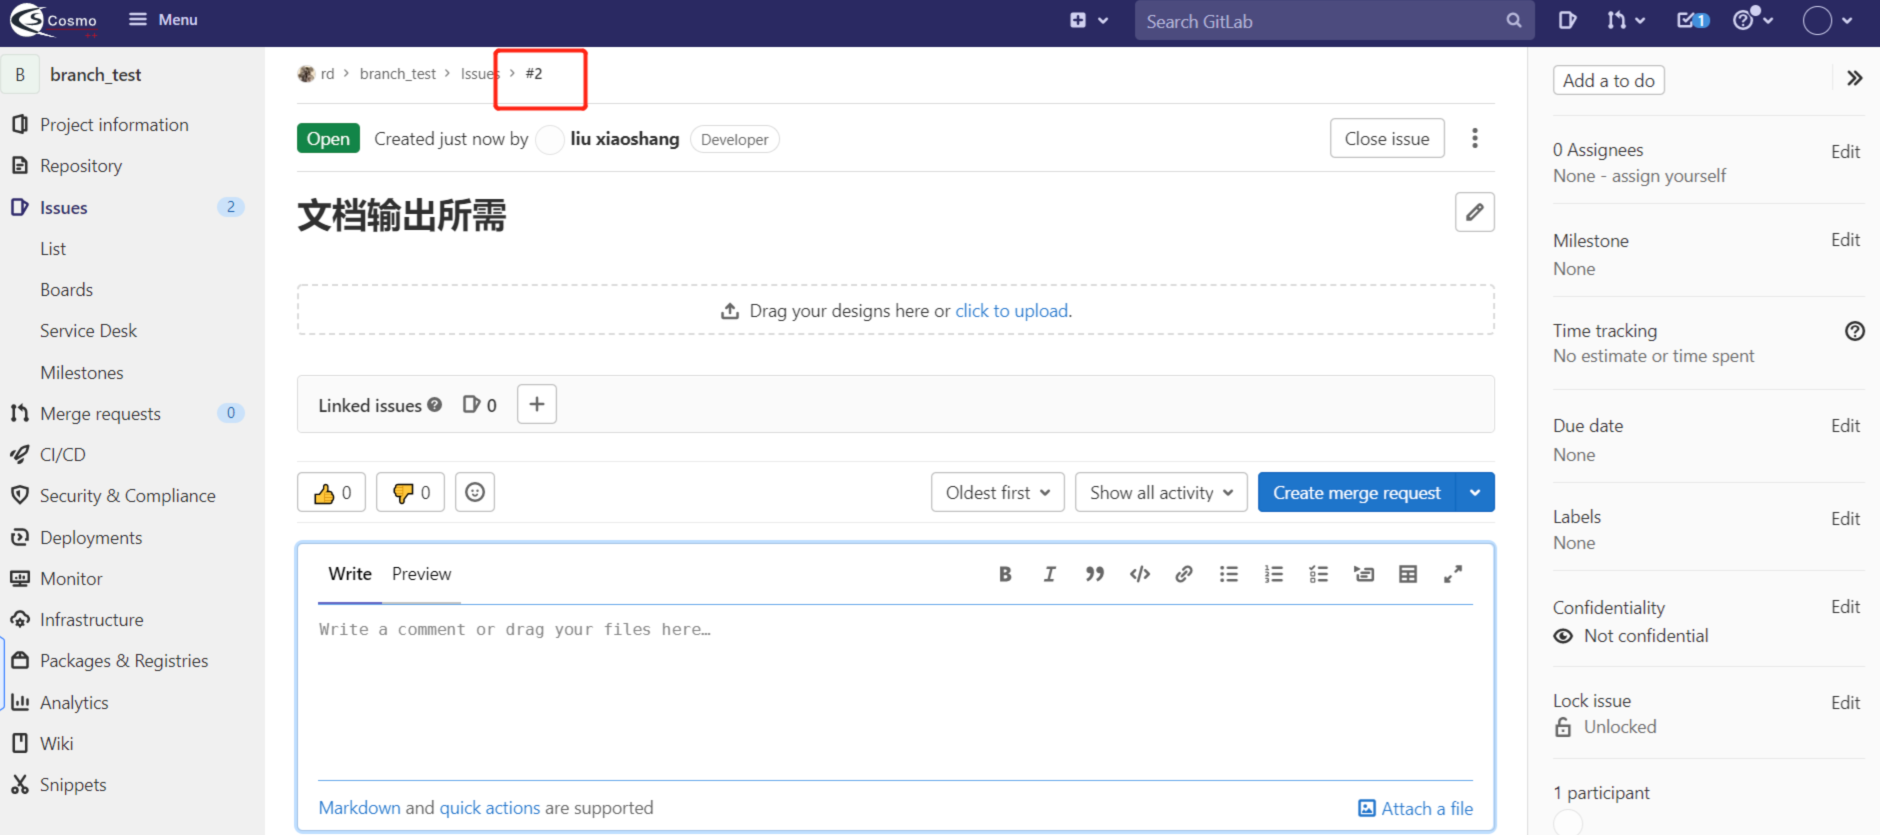 Cosmo
Menu
Search GitLab
1
B branch_test
Project information
Repository
Issues 2
List
Boards
Service Desk
Milestones
Merge requests 0
CI/CD
Security & Compliance
Deployments
Monitor
Infrastructure
Packages & Registries
Analytics
Wiki
Snippets
rd > branch_test > Issues > #2
Open Created just now by liu xiaoshang Developer Close issue
文档输出所需
Drag your designs here or click to upload.
Linked issues 0
0 0 Oldest first Show all activity Create merge request
Write Preview
Write a comment or drag your files here…
Markdown and quick actions are supported Attach a file
Add a to do
0 Assignees Edit
None - assign yourself
Milestone Edit
None
Time tracking
No estimate or time spent
Due date Edit
None
Labels Edit
None
Confidentiality Edit
Not confidential
Lock issue Edit
Unlocked
1 participant